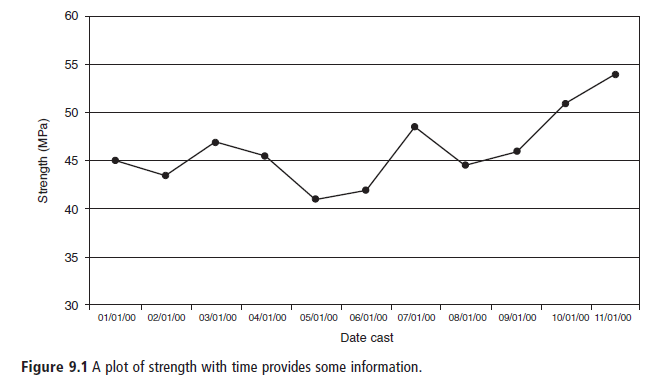 60
55
50
45
40
35
30
Strength (MPa)
01/01/00 02/01/00 03/01/00 04/01/00 05/01/00 06/01/00 07/01/00 08/01/00 09/01/00 10/01/00 11/01/00
Date cast
Figure 9.1 A plot of strength with time provides some information.